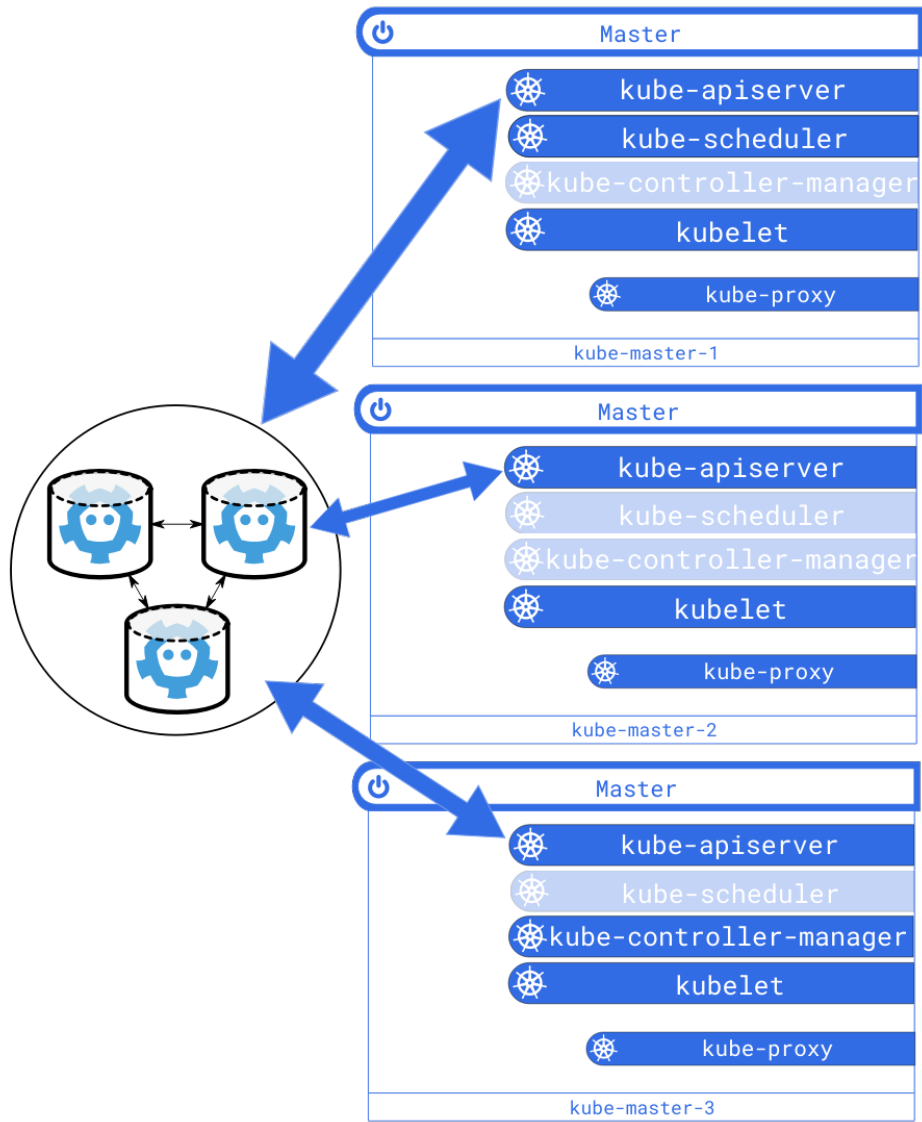 Master
kube-apiserver
kube-scheduler
kube-controller-manager
kubelet
kube-proxy
kube-master-1
Master
kube-apiserver
kube-scheduler
kube-controller-manager
kubelet
kube-proxy
kube-master-2
Master
kube-apiserver
kube-scheduler
kube-controller-manager
kubelet
kube-proxy
kube-master-3